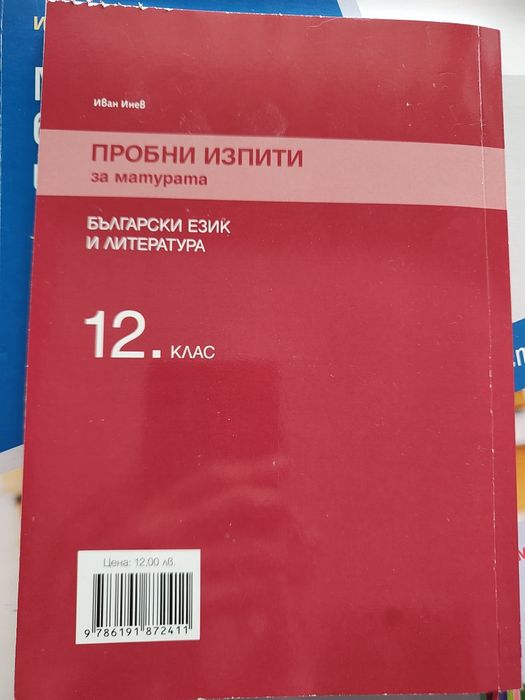 Иван Инев
ПРОБНИ ИЗПИТИ
за матурата
БЪЛГАРСКИ ЕЗИК
И ЛИТЕРАТУРА
12. КЛАС
Цена: 12.00 лв.
9 786191 872411